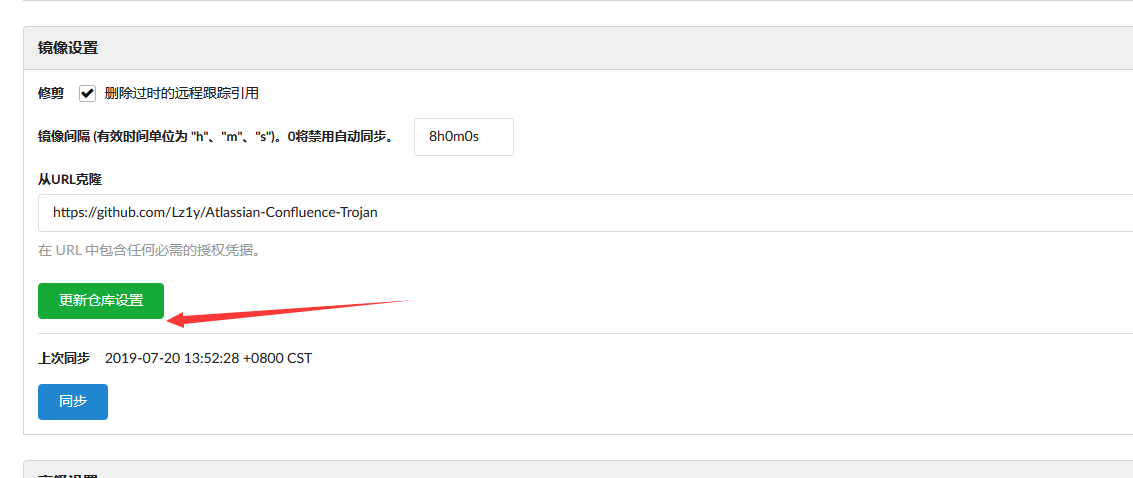 镜像设置
修剪 删除过时的远程跟踪引用
镜像间隔 (有效时间单位为 "h"、"m"、"s")。0将禁用自动同步。 8h0m0s
从URL克隆
https://github.com/Lz1y/Atlassian-Confluence-Trojan
在 URL 中包含任何必需的授权凭据。
更新仓库设置
上次同步 2019-07-20 13:52:28 +0800 CST
同步